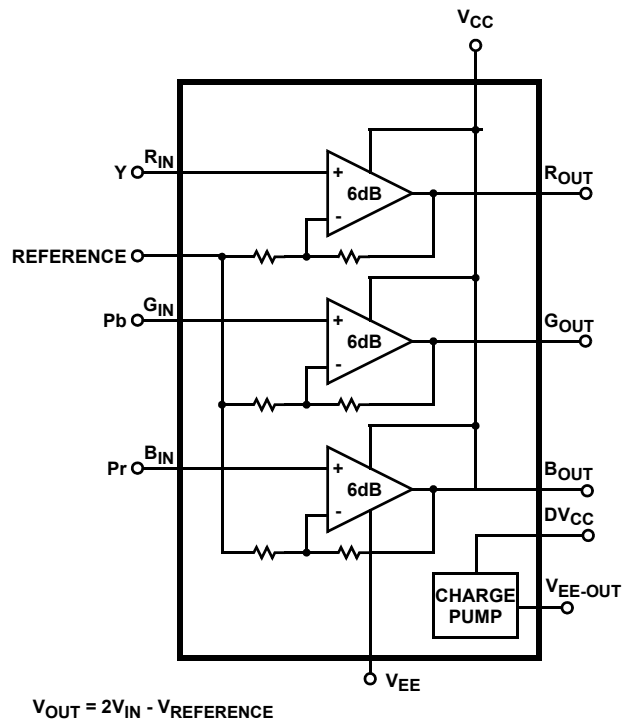 VCC
RIN
Y
+
6dB
-
ROUT
REFERENCE
GIN
Pb
+
6dB
-
GOUT
BIN
Pr
+
6dB
-
BOUT
DVCC
CHARGE
PUMP
VEE-OUT
VEE
VOUT = 2VIN - VREFERENCE